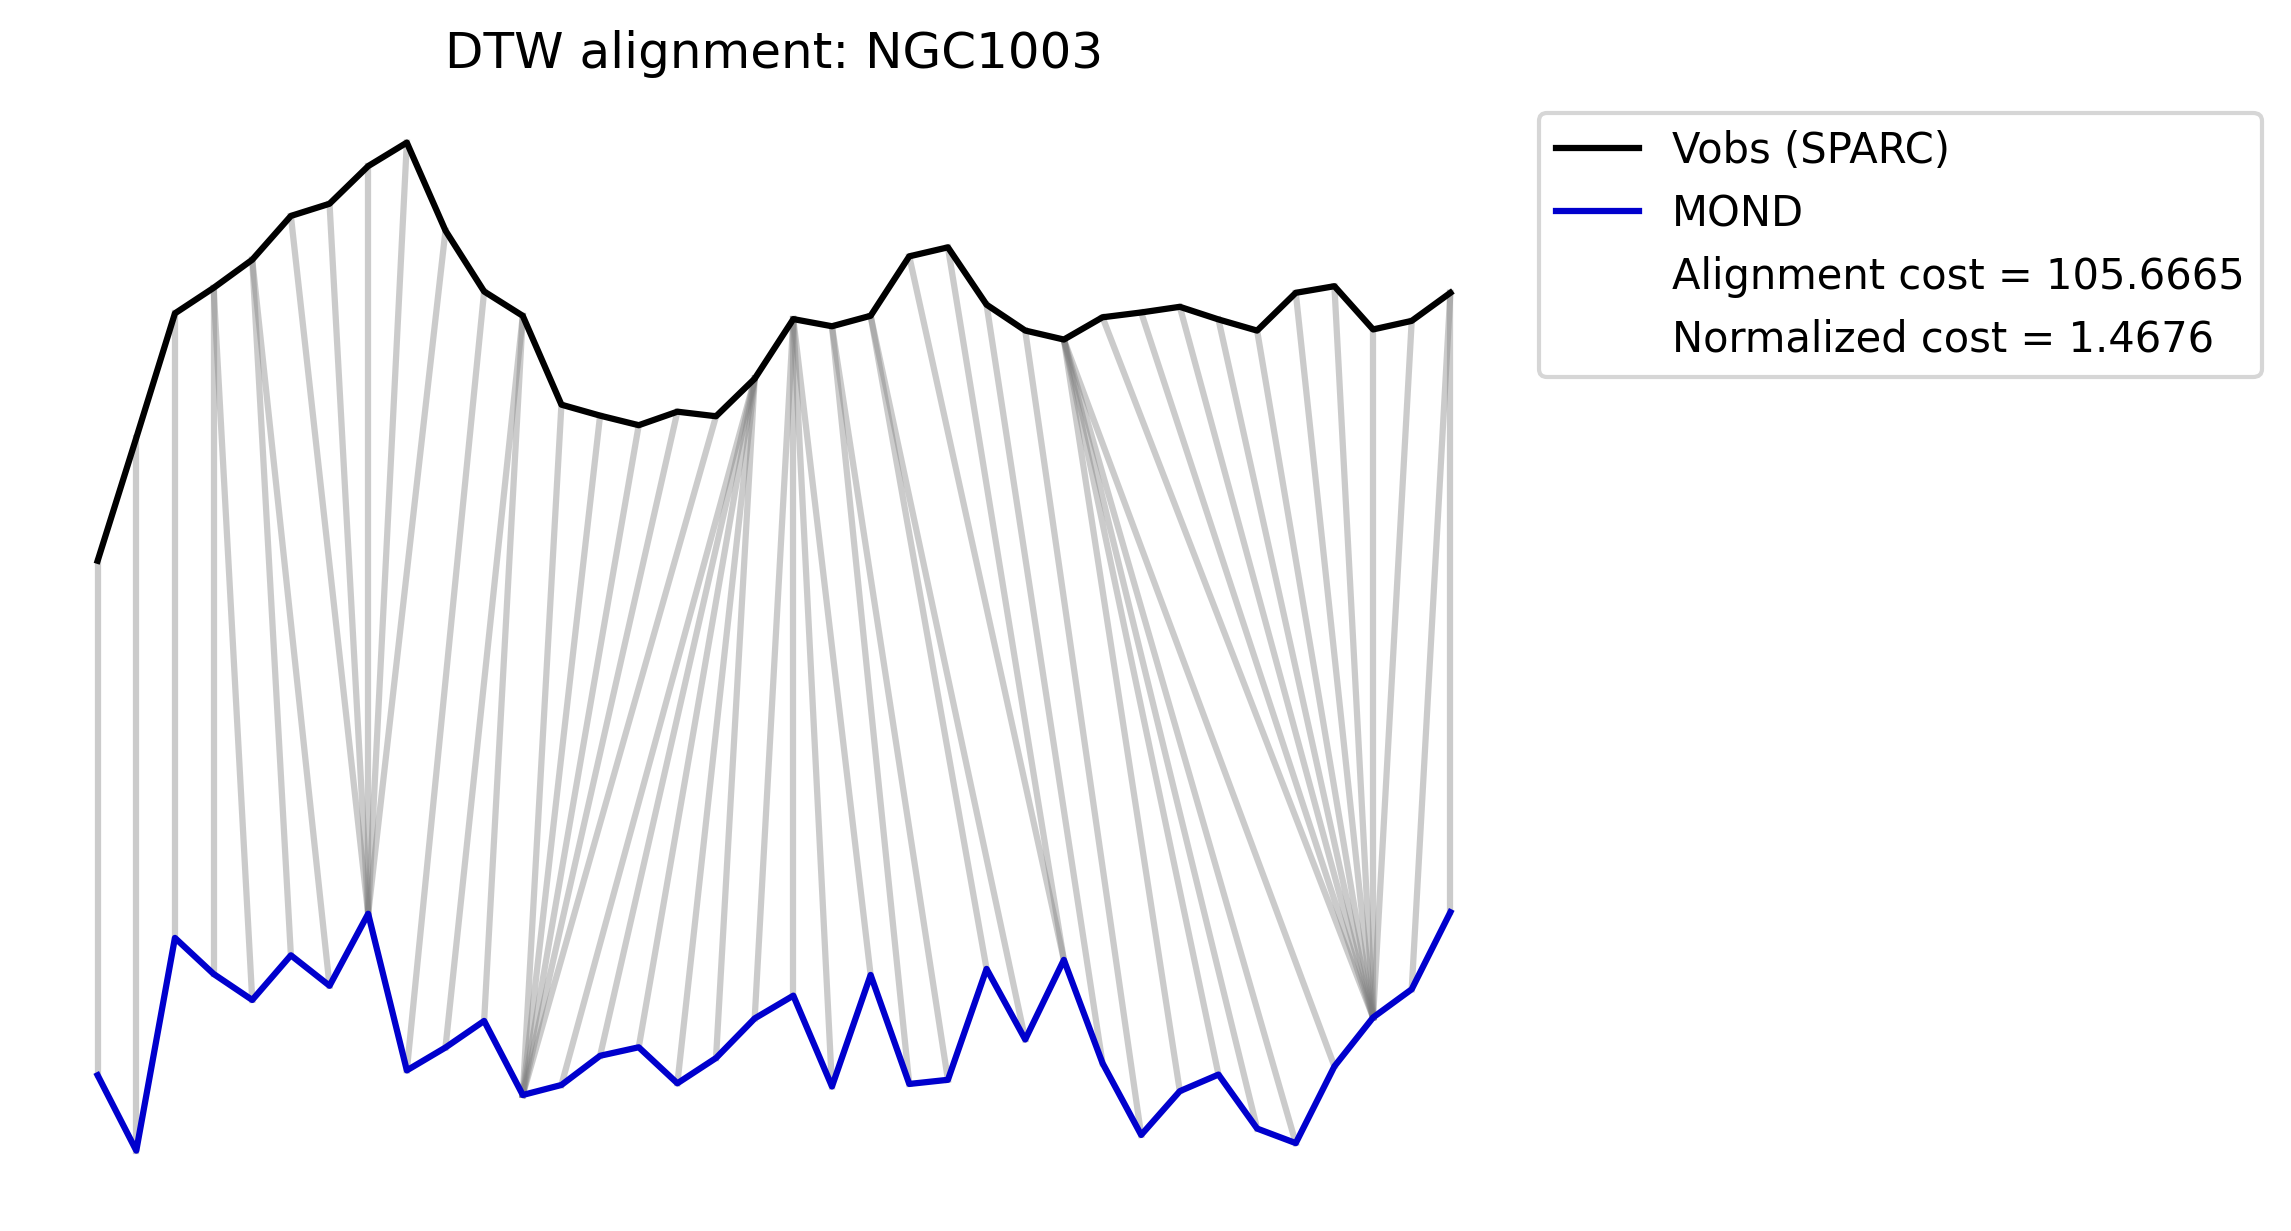 DTW alignment: NGC1003
Vobs (SPARC)
MOND
Alignment cost = 105.6665
Normalized cost = 1.4676